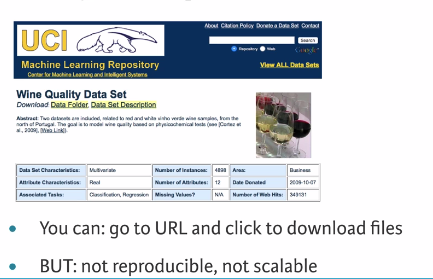 About Citation Policy Donate a Data Set Contact
UCI
Search
Repository Web
Google
Machine Learning Repository
Center for Machine Learning and Intelligent Systems
View ALL Data Sets
Wine Quality Data Set
Download Data Folder, Data Set Description
Abstract: Two datasets are included, related to red and white vinho verde wine samples, from the
north of Portugal. The goal is to model wine quality based on physicochemical tests (see [Cortez et
al., 2009], [Web Link]).
Data Set Characteristics: Multivariate Number of Instances: 4898 Area: Business
Attribute Characteristics: Real Number of Attributes: 12 Date Donated 2009-10-07
Associated Tasks: Classification, Regression Missing Values? N/A Number of Web Hits: 343131
• You can: go to URL and click to download files
• BUT: not reproducible, not scalable